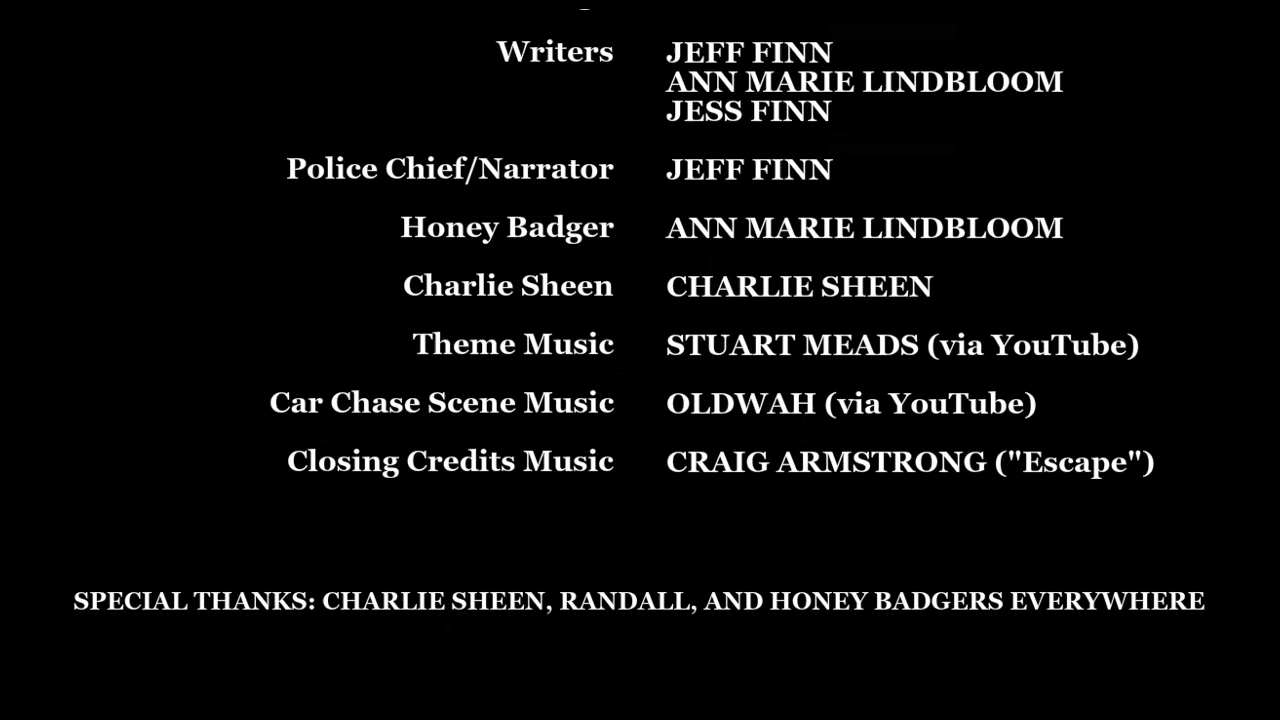 Writers JEFF FINN
ANN MARIE LINDBLOOM
JESS FINN
Police Chief/Narrator JEFF FINN
Honey Badger ANN MARIE LINDBLOOM
Charlie Sheen CHARLIE SHEEN
Theme Music STUART MEADS (via YouTube)
Car Chase Scene Music OLDWAH (via YouTube)
Closing Credits Music CRAIG ARMSTRONG ("Escape")
SPECIAL THANKS: CHARLIE SHEEN, RANDALL, AND HONEY BADGERS EVERYWHERE